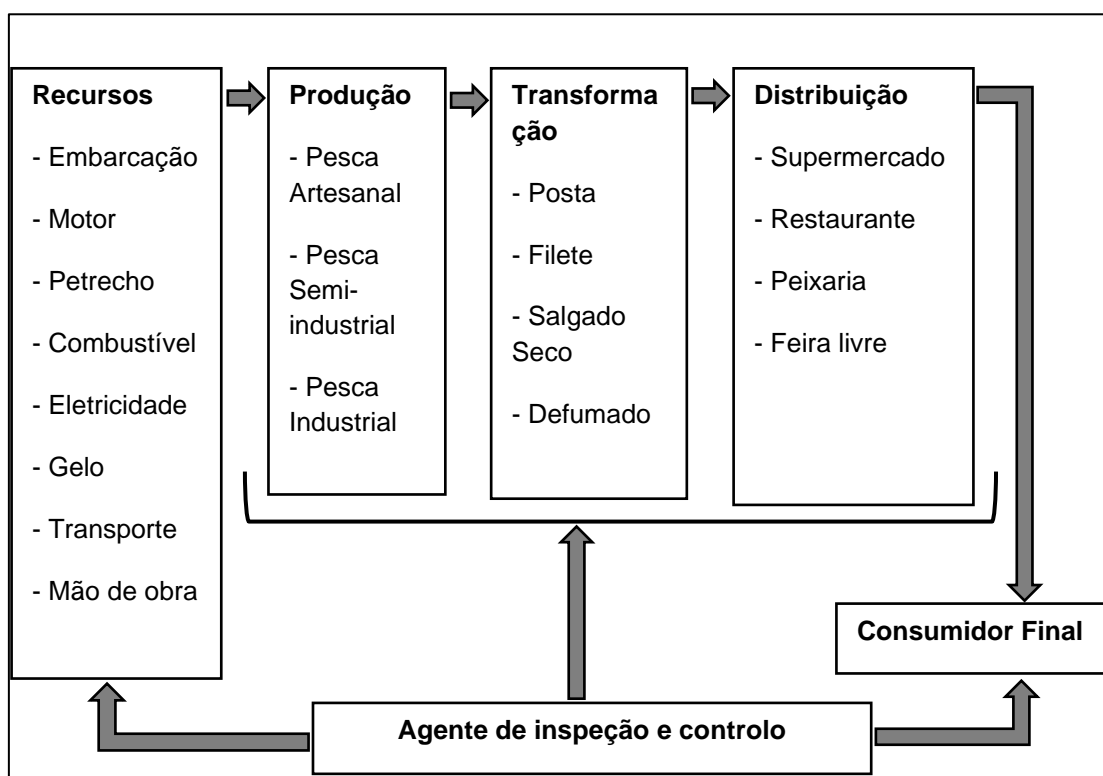 Recursos
- Embarcação
- Motor
- Petrecho
- Combustível
- Eletricidade
- Gelo
- Transporte
- Mão de obra
Produção
- Pesca
Artesanal
- Pesca
Semi-
industrial
- Pesca
Industrial
Transforma
ção
- Posta
- Filete
- Salgado
Seco
- Defumado
Distribuição
- Supermercado
- Restaurante
- Peixaria
- Feira livre
Consumidor Final
Agente de inspeção e controlo